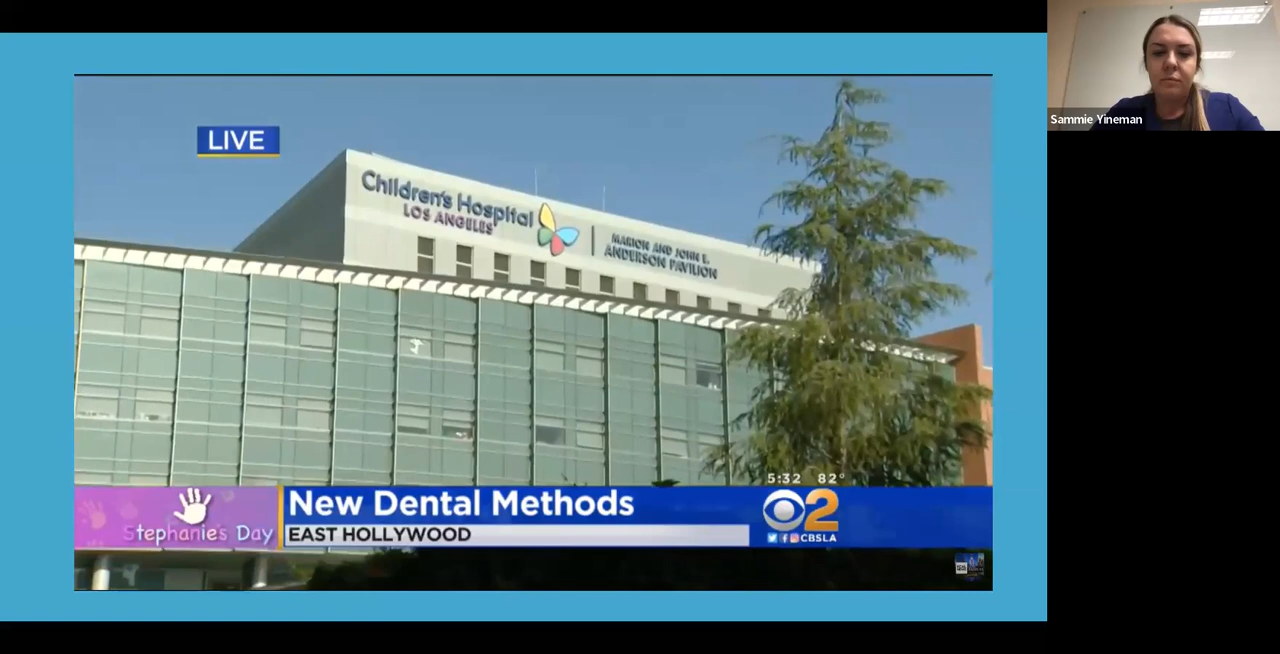 Sammie Yineman
LIVE
Children's Hospital
LOS ANGELES
MARION AND JOHN E.
ANDERSON PAVILION
5:32 82°
New Dental Methods
2
Stephanie's Day
EAST HOLLYWOOD
CBSLA